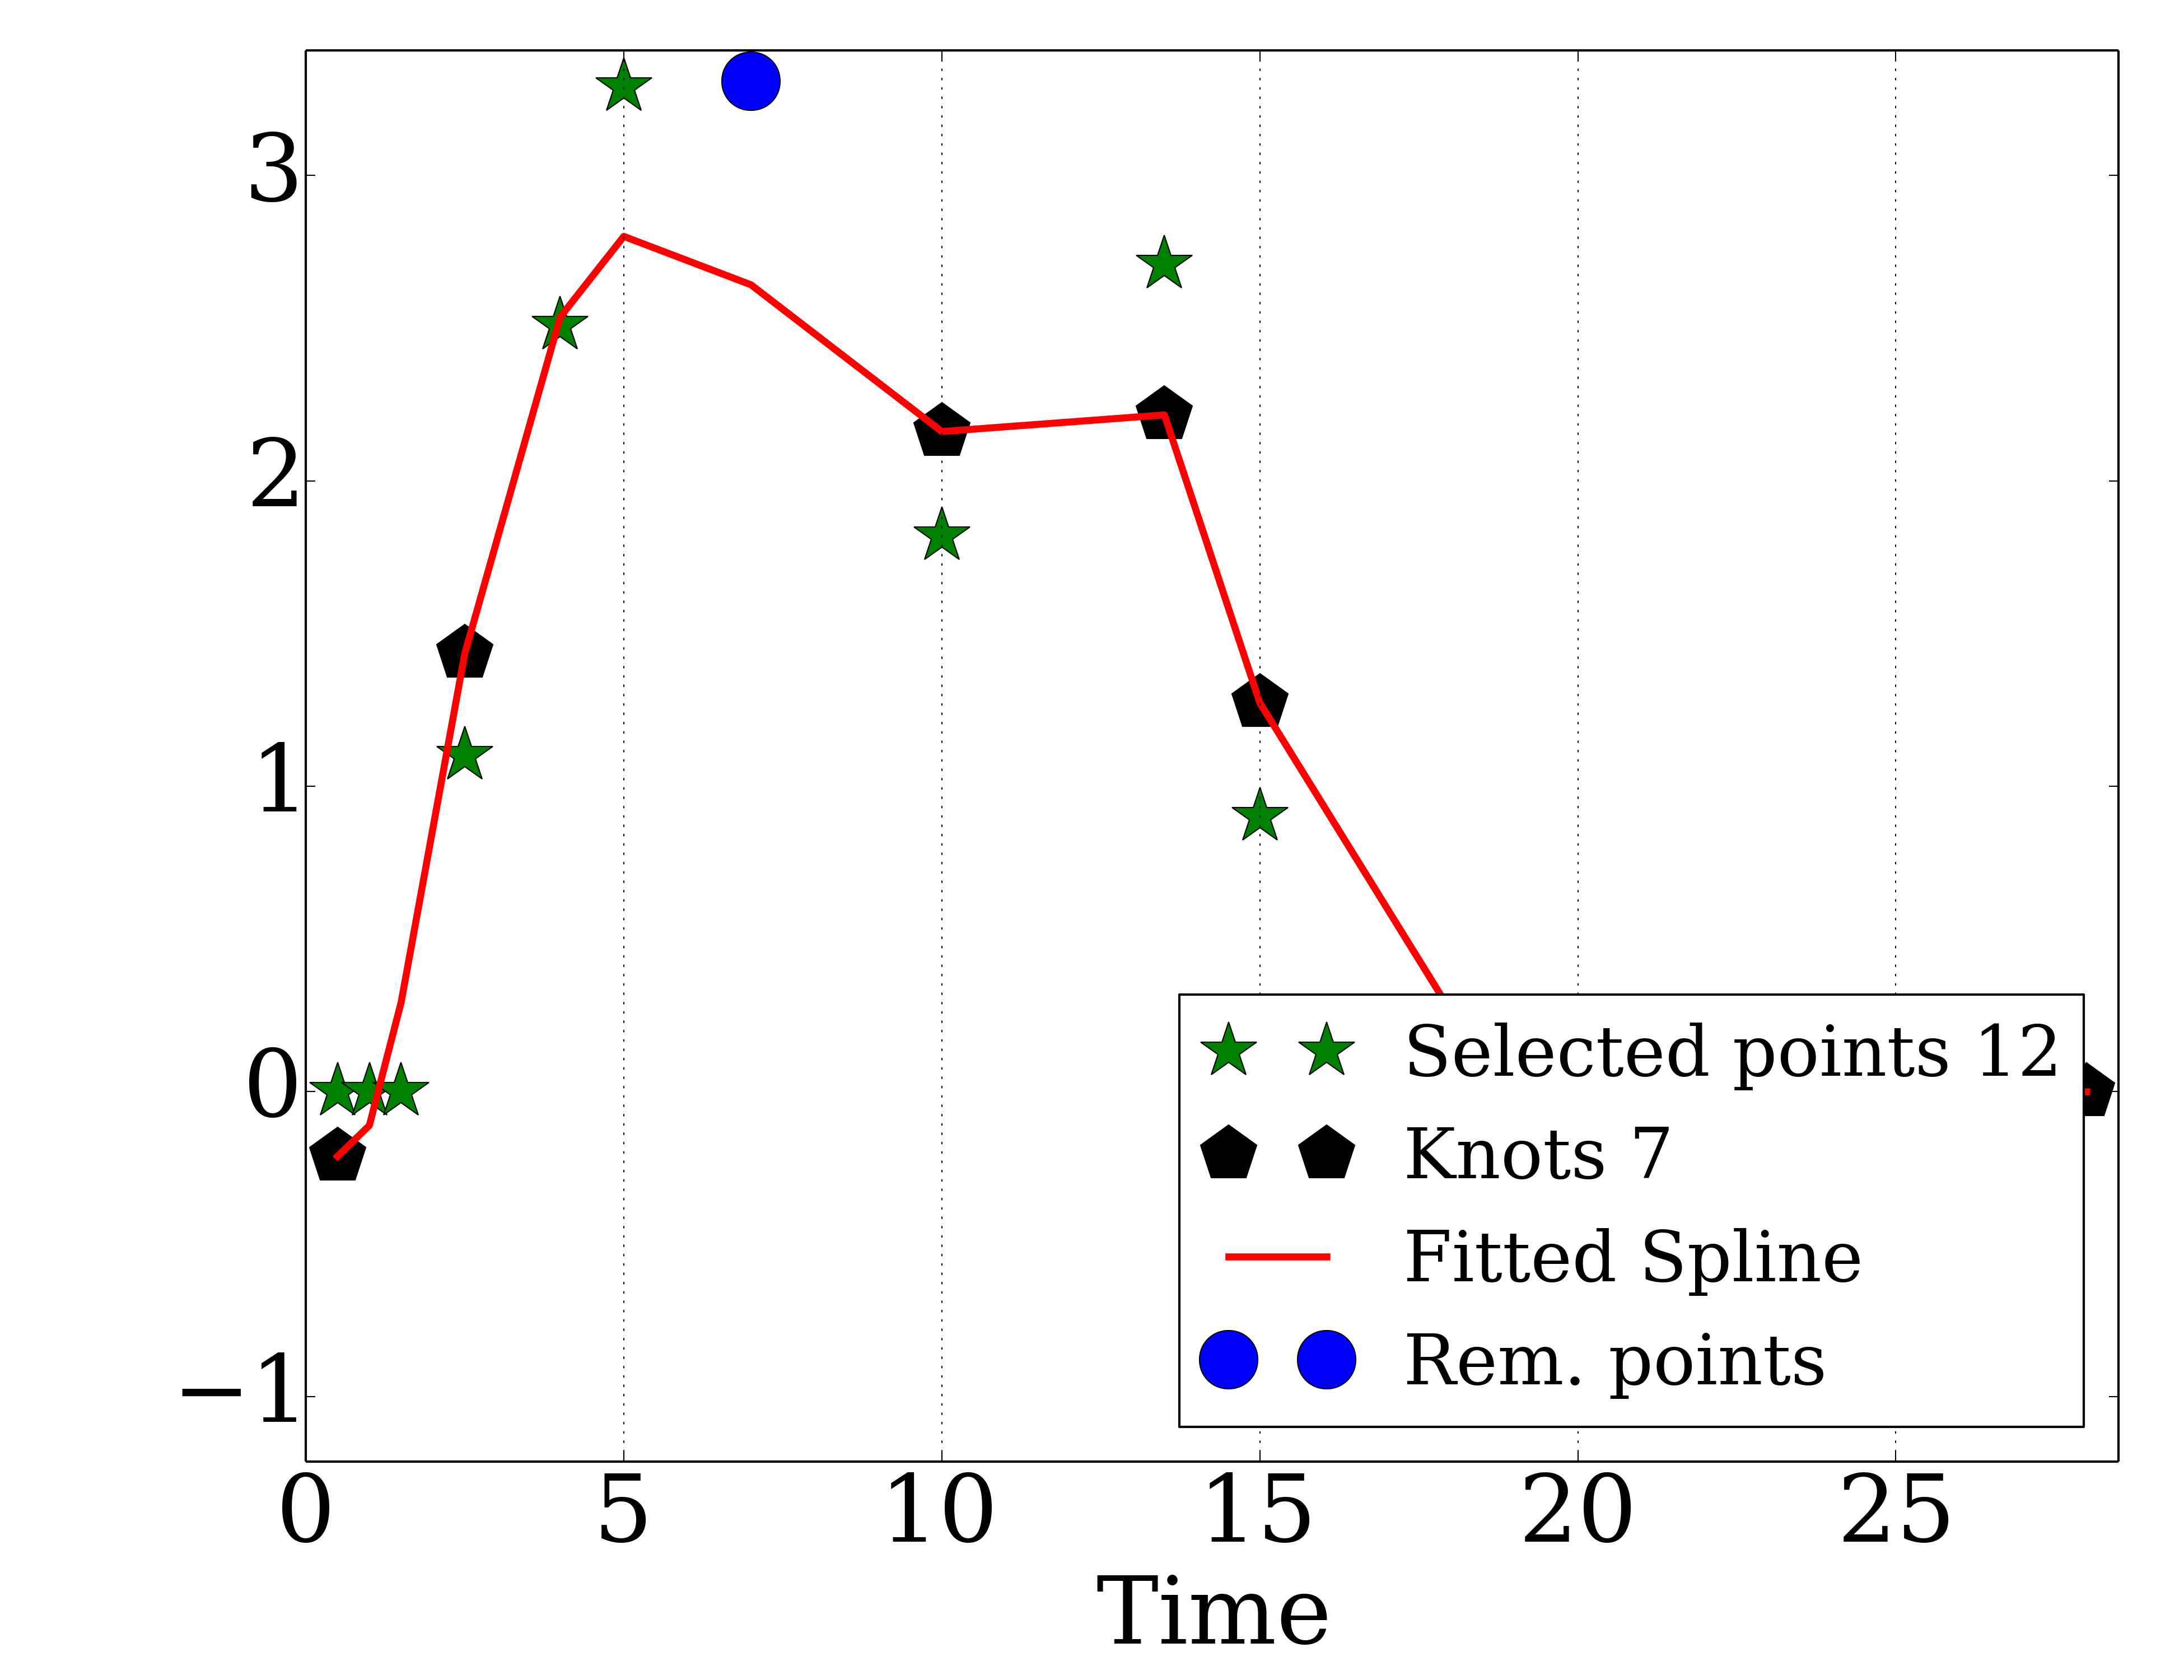 3
2
1
0
−1
0 5 10 15 20 25
Time
Selected points 12
Knots 7
Fitted Spline
Rem. points